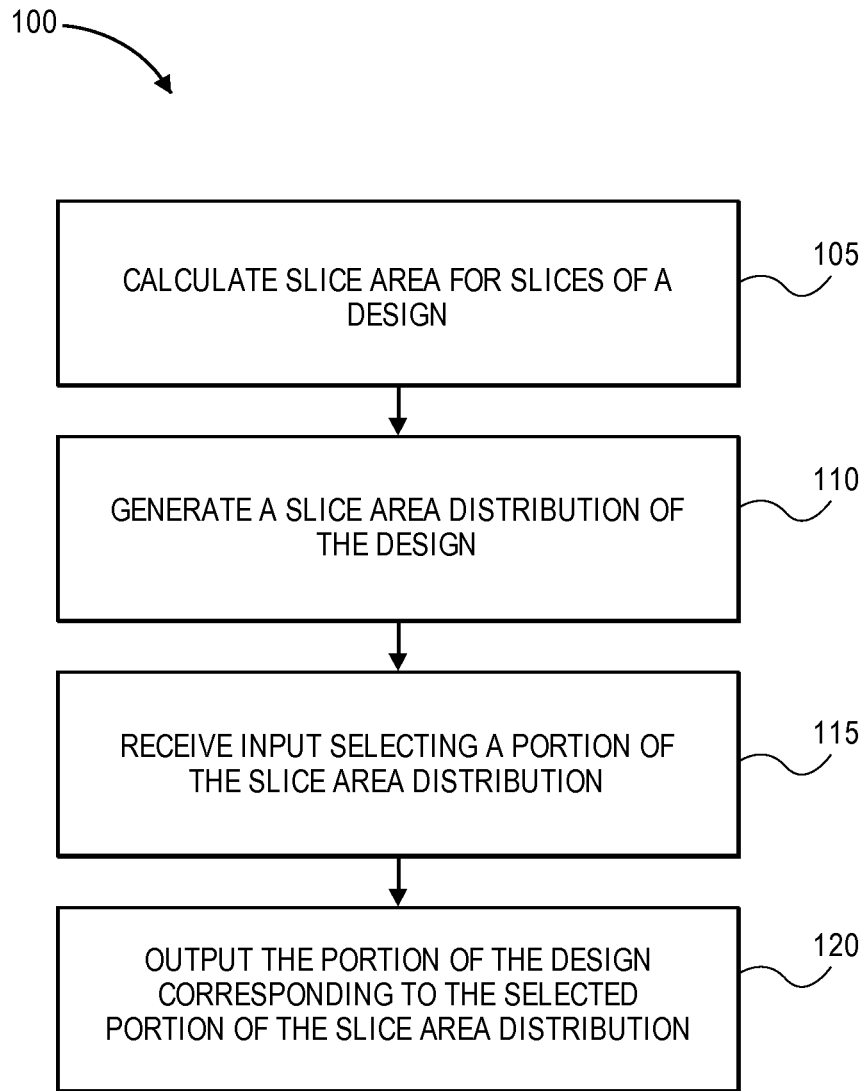 100
CALCULATE SLICE AREA FOR SLICES OF A
DESIGN
105
GENERATE A SLICE AREA DISTRIBUTION OF
THE DESIGN
110
RECEIVE INPUT SELECTING A PORTION OF
THE SLICE AREA DISTRIBUTION
115
OUTPUT THE PORTION OF THE DESIGN
CORRESPONDING TO THE SELECTED
PORTION OF THE SLICE AREA DISTRIBUTION
120